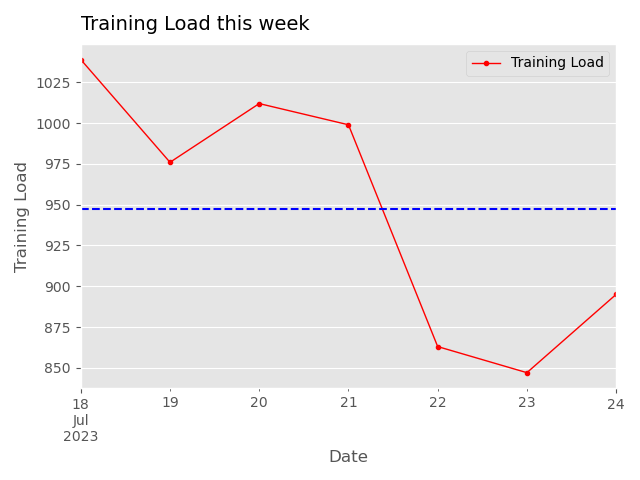 Training Load this week
Training Load
1025
1000
975
950
925
900
875
850
Training Load
18 19 20 21 22 23 24
Jul
2023
Date